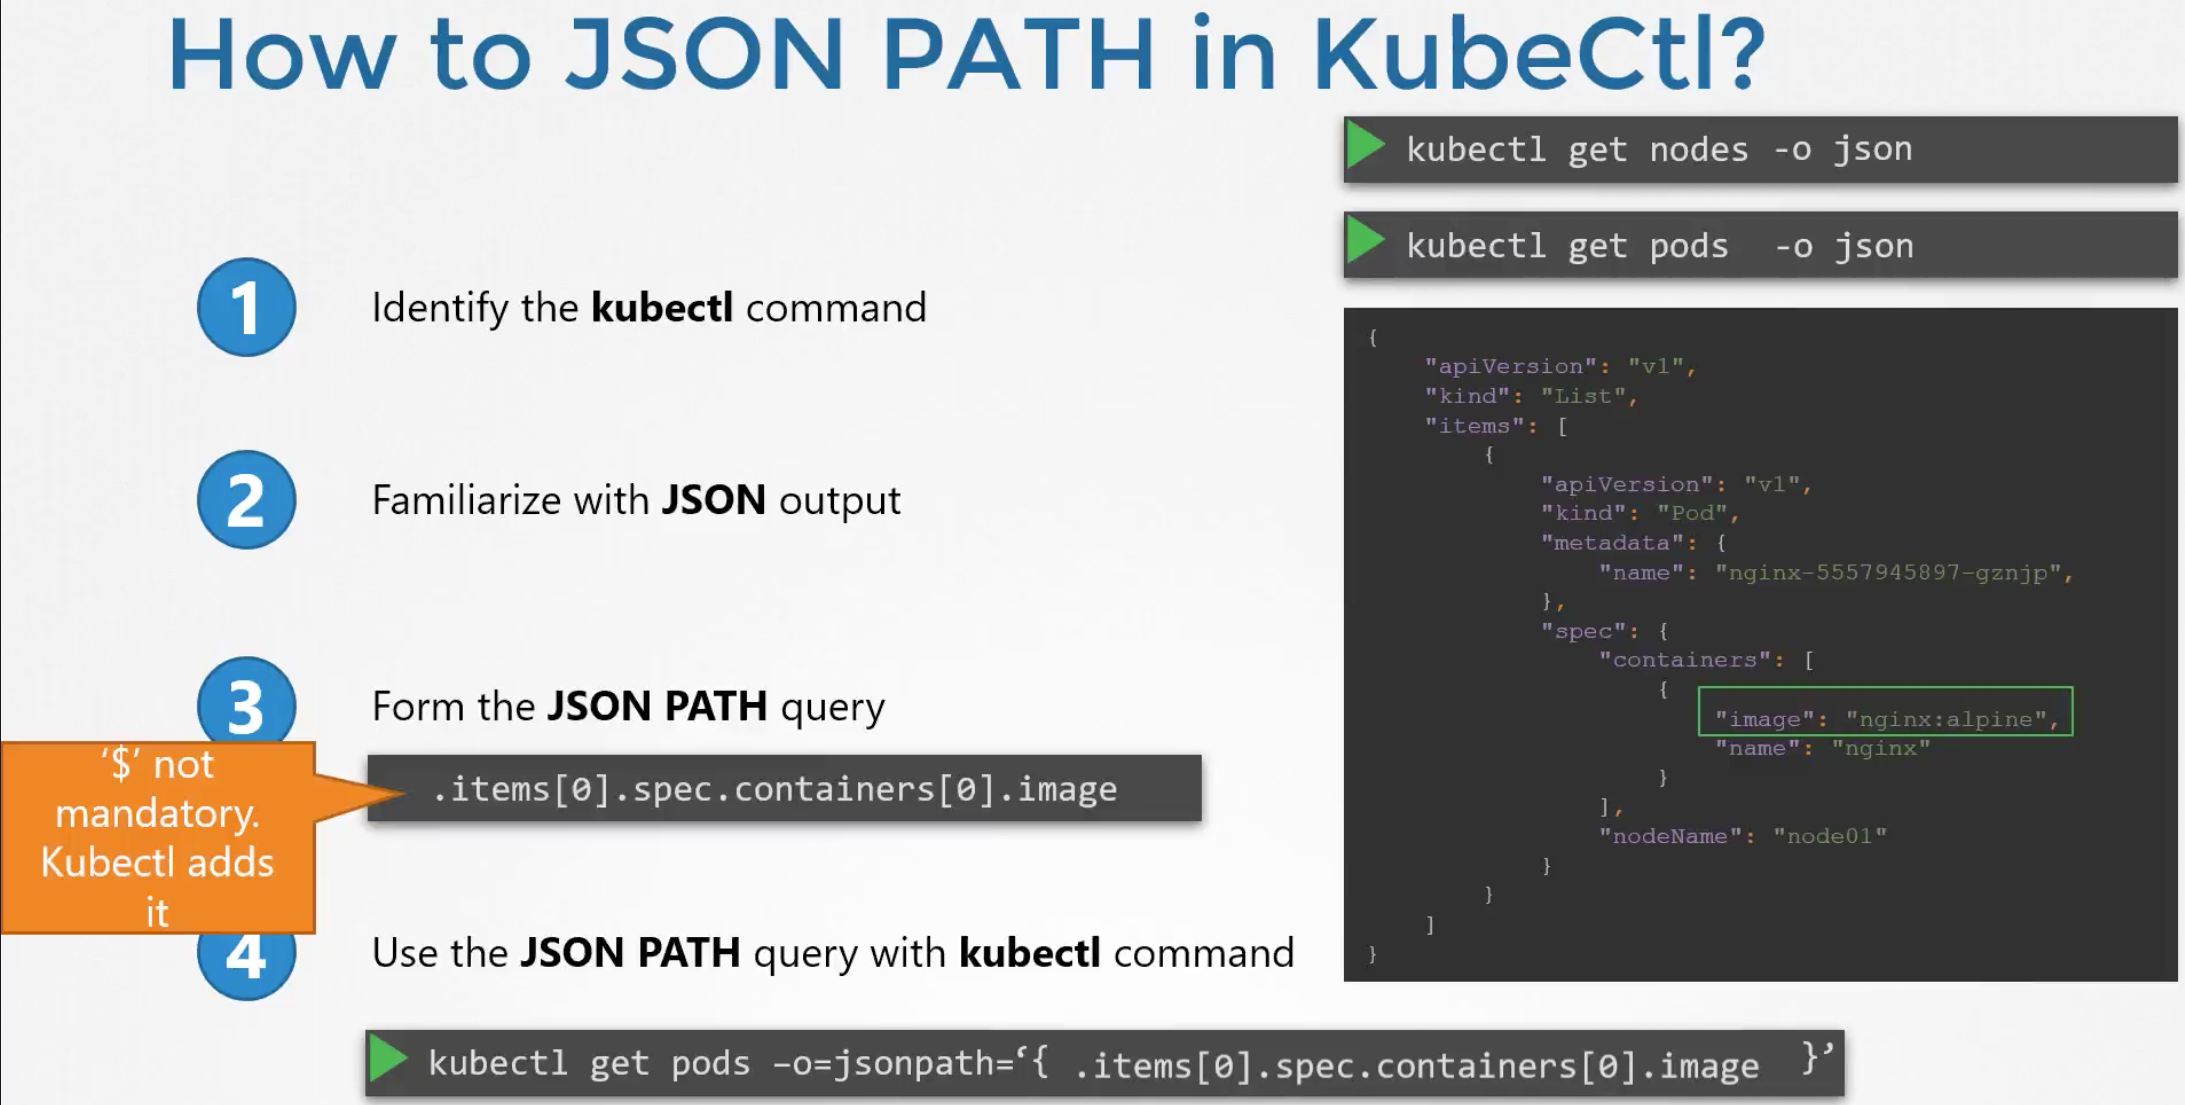 How to JSON PATH in KubeCtl?
kubectl get nodes -o json
kubectl get pods  -o json
1
Identify the kubectl command
2
Familiarize with JSON output
3
Form the JSON PATH query
‘$’ not
mandatory.
Kubectl adds
it
.items[0].spec.containers[0].image
4
Use the JSON PATH query with kubectl command
kubectl get pods –o=jsonpath=‘{ .items[0].spec.containers[0].image }’
{
"apiVersion": "v1",
"kind": "List",
"items": [
{
"apiVersion": "v1",
"kind": "Pod",
"metadata": {
"name": "nginx-5557945897-gznjp",
},
"spec": {
"containers": [
{
"image": "nginx:alpine",
"name": "nginx"
}
],
"nodeName": "node01"
}
}
]
}